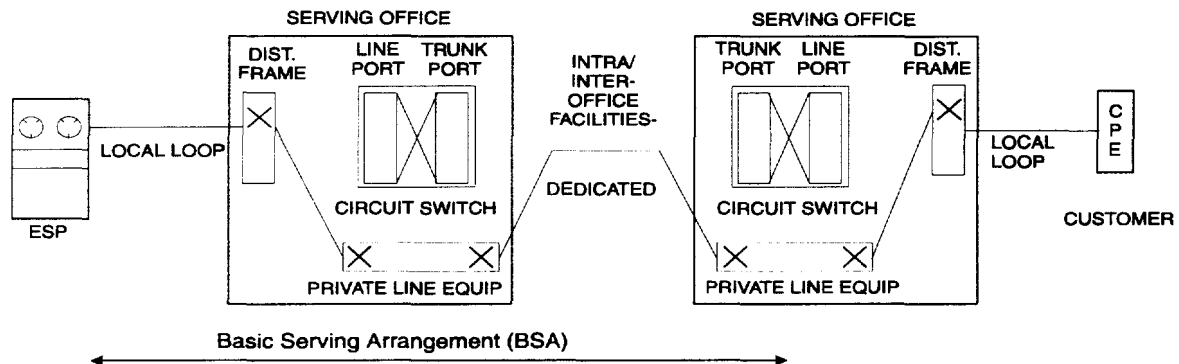 SERVING OFFICE
SERVING OFFICE
DIST.
FRAME
LINE
PORT
TRUNK
PORT
INTRA/
INTER-
OFFICE
FACILITIES-
DEDICATED
TRUNK
PORT
LINE
PORT
DIST.
FRAME
ESP
LOCAL LOOP
CIRCUIT SWITCH
PRIVATE LINE EQUIP
CIRCUIT SWITCH
PRIVATE LINE EQUIP
LOCAL
LOOP
C
P
E
CUSTOMER
Basic Serving Arrangement (BSA)